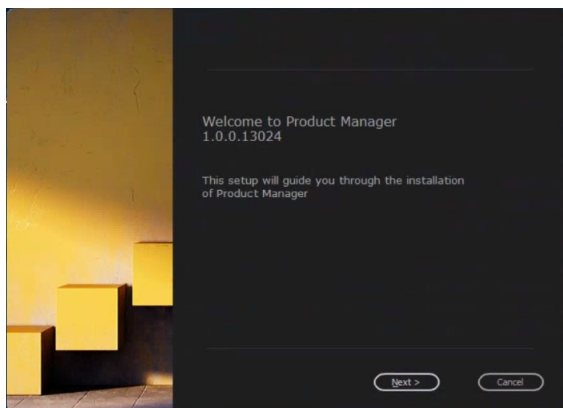 Welcome to Product Manager
1.0.0.13024
This setup will guide you through the installation
of Product Manager
Next >
Cancel